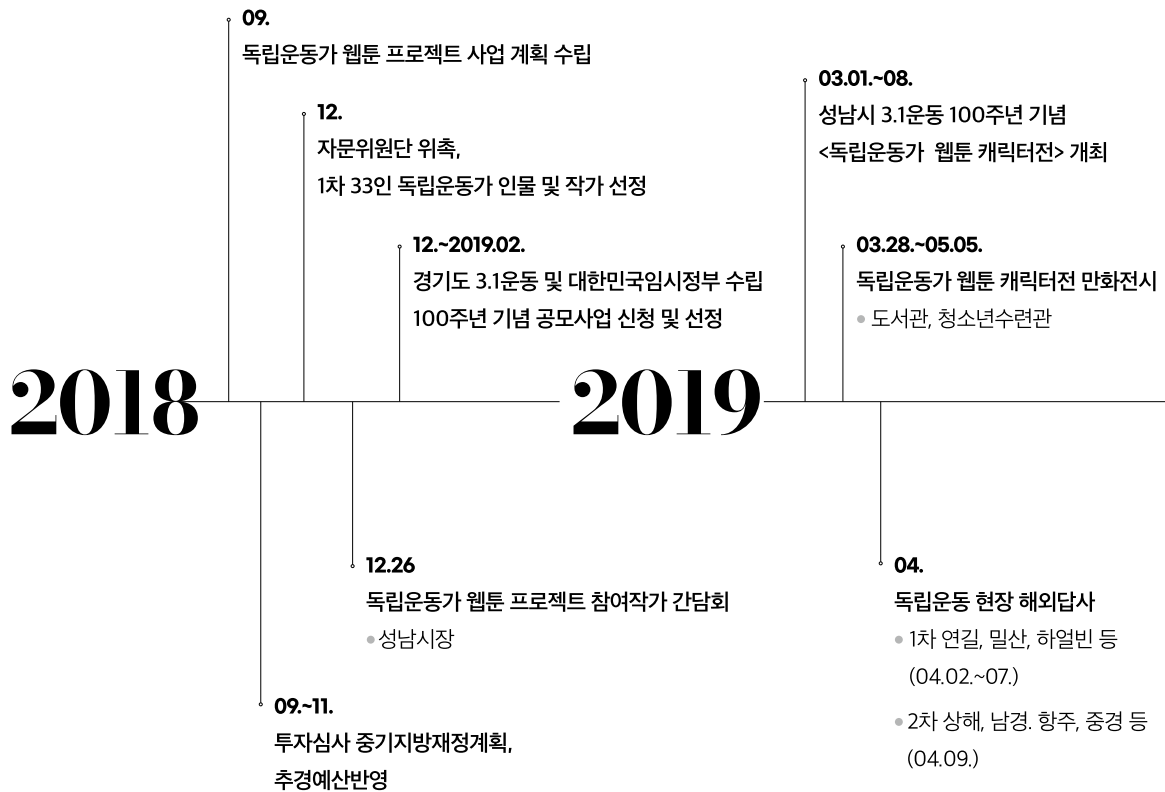 2018
09.
독립운동가 웹툰 프로젝트 사업 계획 수립
09.~11.
투자심사 중기지방재정계획,
추경예산반영
12.
자문위원단 위촉,
1차 33인 독립운동가 인물 및 작가 선정
12.26
독립운동가 웹툰 프로젝트 참여작가 간담회
● 성남시장
12.~2019.02.
경기도 3.1운동 및 대한민국임시정부 수립
100주년 기념 공모사업 신청 및 선정
2019
03.01.~08.
성남시 3.1운동 100주년 기념
<독립운동가 웹툰 캐릭터전> 개최
03.28.~05.05.
독립운동가 웹툰 캐릭터전 만화전시
● 도서관, 청소년수련관
04.
독립운동 현장 해외답사
● 1차 연길, 밀산, 하얼빈 등
(04.02.~07.)
● 2차 상해, 남경. 항주, 중경 등
(04.09.)